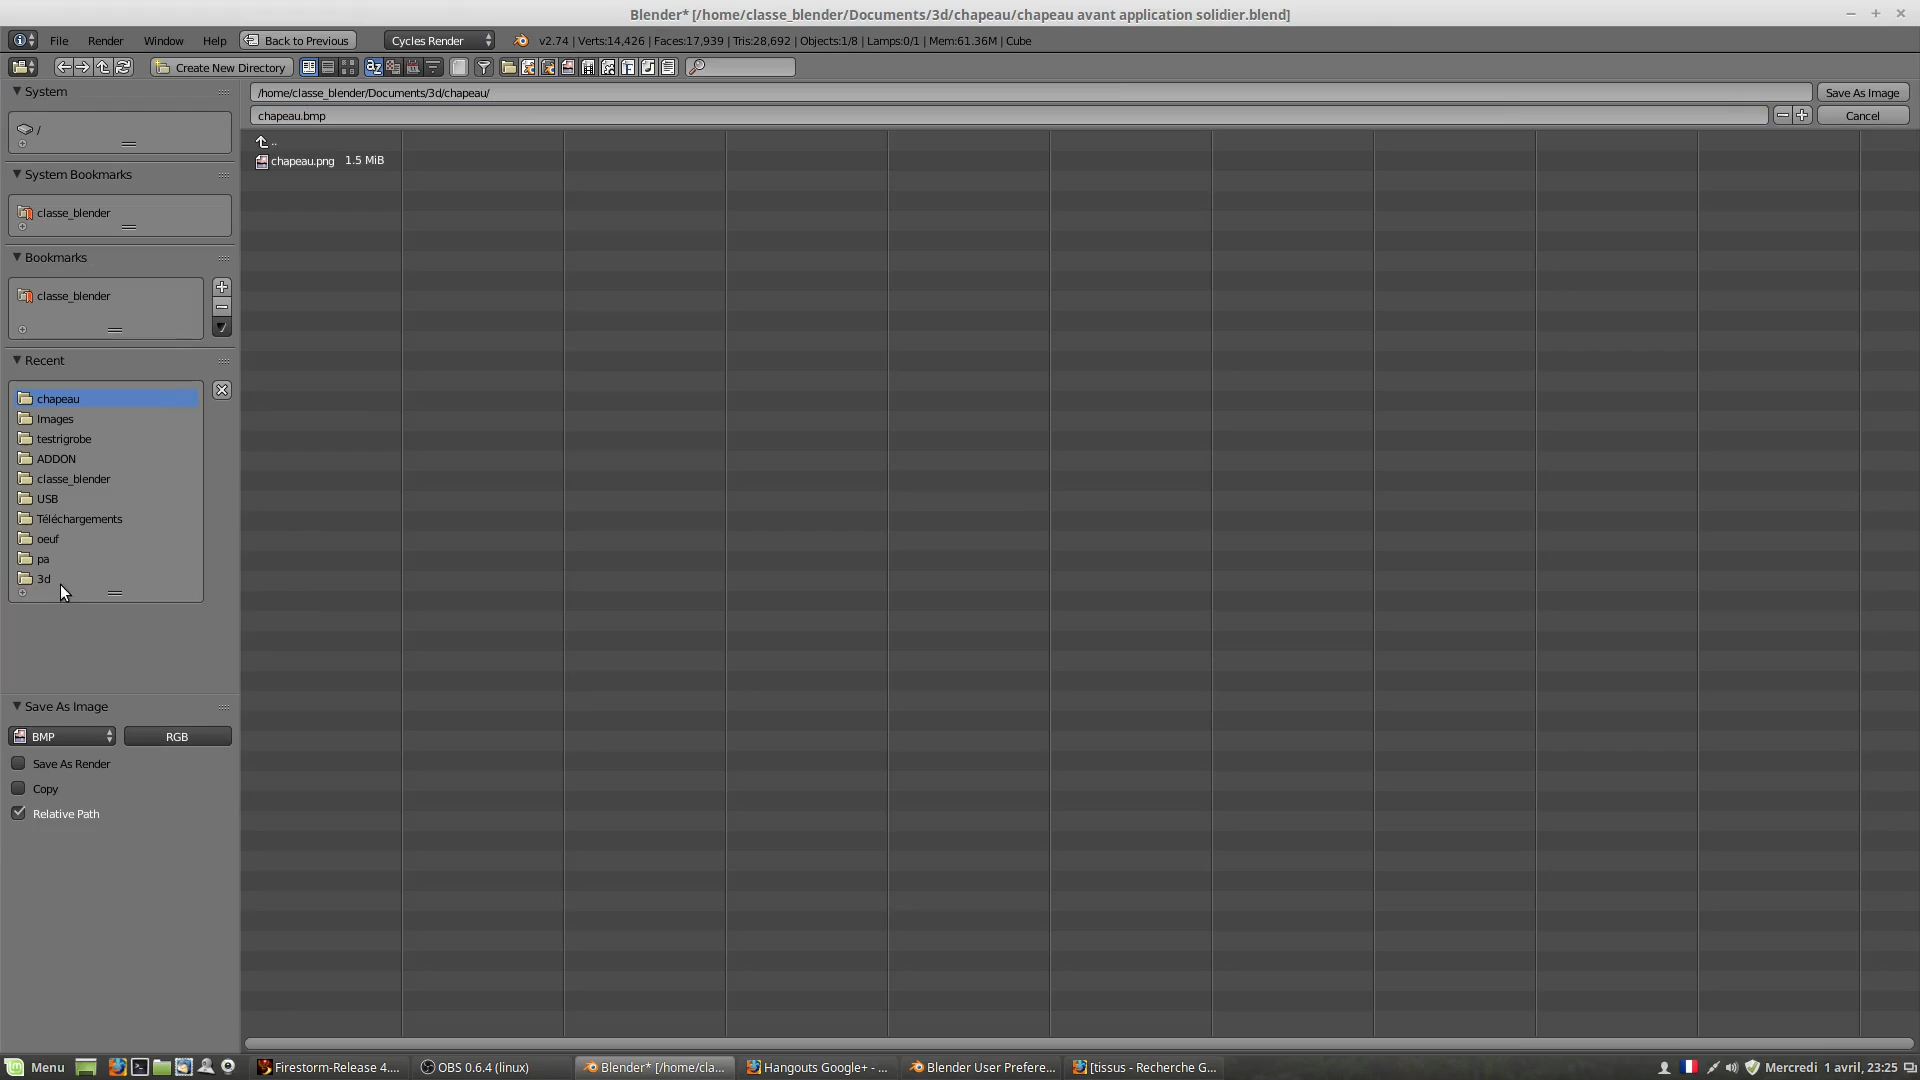 Blender* [/home/classe_blender/Documents/3d/chapeau/chapeau avant application solidier.blend]
File Render Window Help Back to Previous Cycles Render v2.74 | Verts:14,426 | Faces:17,939 | Tris:28,692 | Objects:1/8 | Lamps:0/1 | Mem:61.36M | Cube
Create New Directory
System
/
System Bookmarks
classe_blender
Bookmarks
classe_blender
Recent
chapeau
Images
testrigrobe
ADDON
classe_blender
USB
Téléchargements
oeuf
pa
3d
Save As Image
BMP RGB
Save As Render
Copy
Relative Path
/home/classe_blender/Documents/3d/chapeau/ Save As Image
chapeau.bmp Cancel
..
chapeau.png 1.5 MiB
Menu Firestorm-Release 4.... OBS 0.6.4 (linux) Blender* [/home/cla... Hangouts Google+ - ... Blender User Prefere... [tissus - Recherche G... Mercredi 1 avril, 23:25